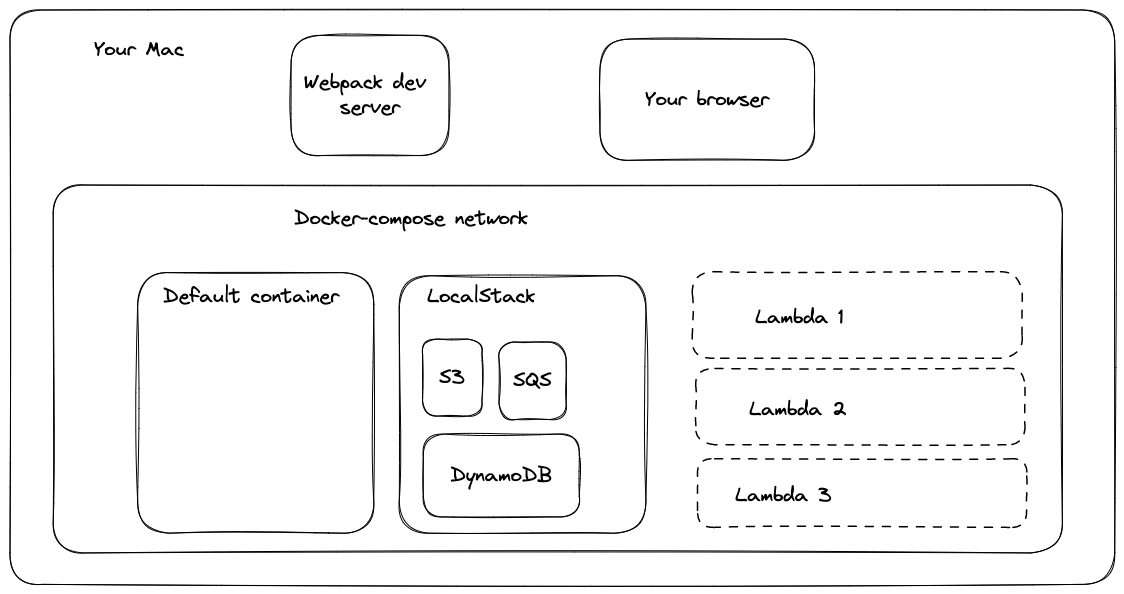 Your Mac
Webpack dev
server
Your browser
Docker-compose network
Default container
LocalStack
S3
SQS
DynamoDB
Lambda 1
Lambda 2
Lambda 3